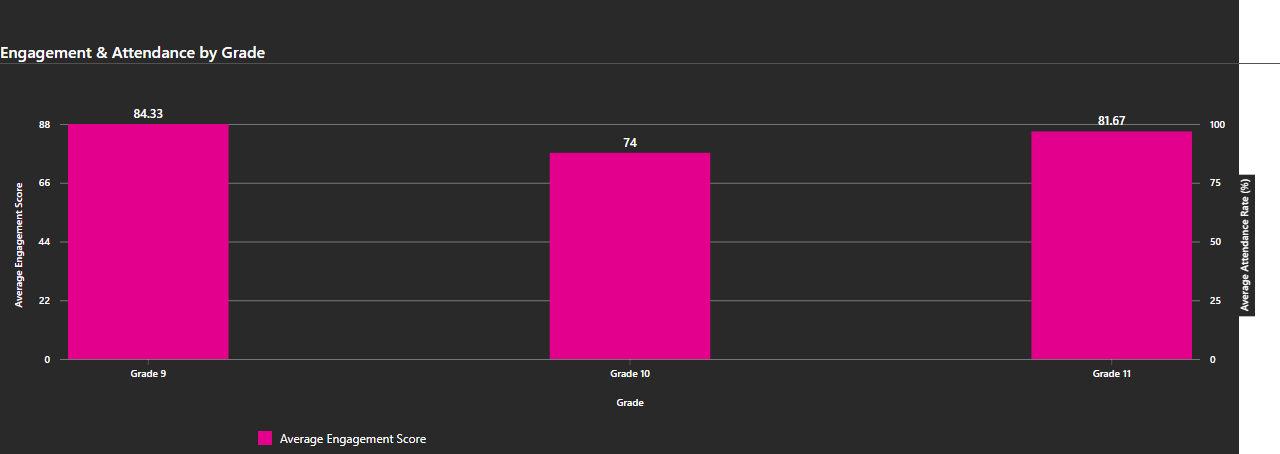 Engagement & Attendance by Grade
84.33
74
81.67
88
66
44
22
0
Average Engagement Score
100
75
50
25
0
Average Attendance Rate (%)
Grade 9
Grade 10
Grade 11
Grade
Average Engagement Score